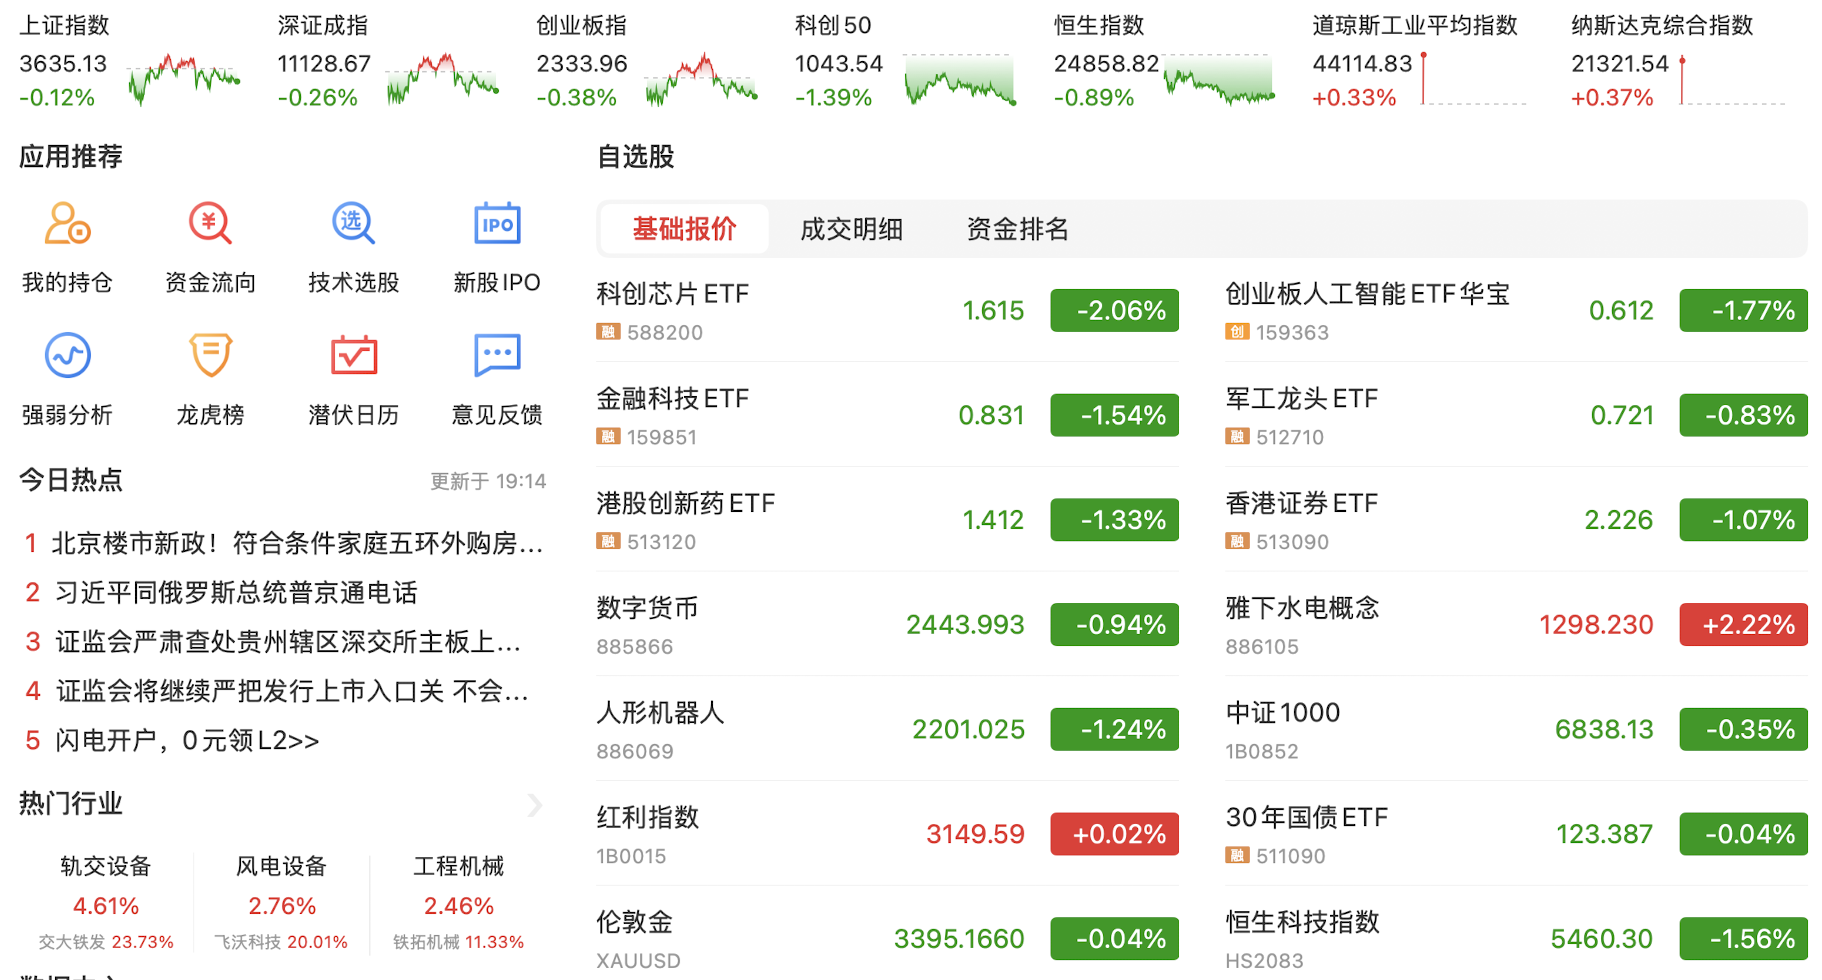 上证指数
3635.13
-0.12%
深证成指
11128.67
-0.26%
创业板指
2333.96
-0.38%
科创50
1043.54
-1.39%
恒生指数
24858.82
-0.89%
道琼斯工业平均指数
44114.83
+0.33%
纳斯达克综合指数
21321.54
+0.37%
应用推荐
我的持仓
¥
资金流向
选
技术选股
IPO
新股IPO
强弱分析
龙虎榜
潜伏日历
意见反馈
今日热点
更新于 19:14
1 北京楼市新政！符合条件家庭五环外购房...
2 习近平同俄罗斯总统普京通电话
3 证监会严肃查处贵州辖区深交所主板上...
4 证监会将继续严把发行上市入口关 不会...
5 闪电开户，0元领L2>>
热门行业
轨交设备
4.61%
交大铁发 23.73%
风电设备
2.76%
飞沃科技 20.01%
工程机械
2.46%
铁拓机械 11.33%
自选股
基础报价 成交明细 资金排名
科创芯片ETF
融 588200
1.615
-2.06%
创业板人工智能ETF华宝
创 159363
0.612
-1.77%
金融科技ETF
融 159851
0.831
-1.54%
军工龙头ETF
融 512710
0.721
-0.83%
港股创新药ETF
融 513120
1.412
-1.33%
香港证券ETF
融 513090
2.226
-1.07%
数字货币
885866
2443.993
-0.94%
雅下水电概念
886105
1298.230
+2.22%
人形机器人
886069
2201.025
-1.24%
中证1000
1B0852
6838.13
-0.35%
红利指数
1B0015
3149.59
+0.02%
30年国债ETF
融 511090
123.387
-0.04%
伦敦金
XAUUSD
3395.1660
-0.04%
恒生科技指数
HS2083
5460.30
-1.56%